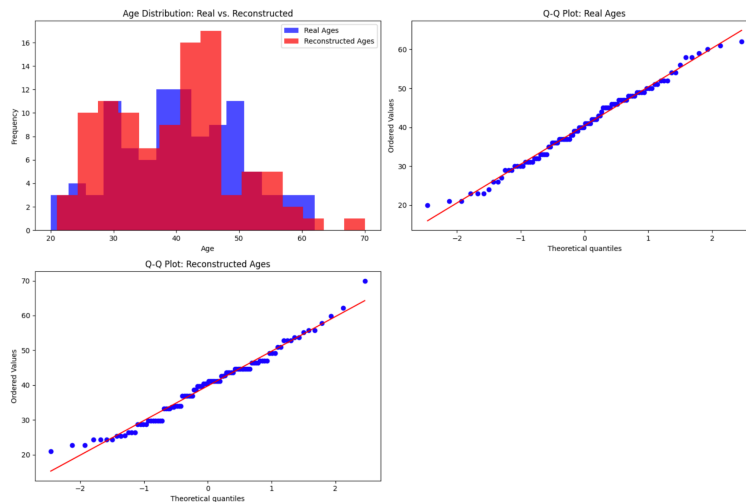 Age Distribution: Real vs. Reconstructed
Real Ages
Reconstructed Ages
Frequency
16
14
12
10
8
6
4
2
0
20 30 40 50 60 70
Age
Q-Q Plot: Real Ages
Ordered Values
60
50
40
30
20
−2 −1 0 1 2
Theoretical quantiles
Q-Q Plot: Reconstructed Ages
Ordered Values
70
60
50
40
30
20
−2 −1 0 1 2
Theoretical quantiles